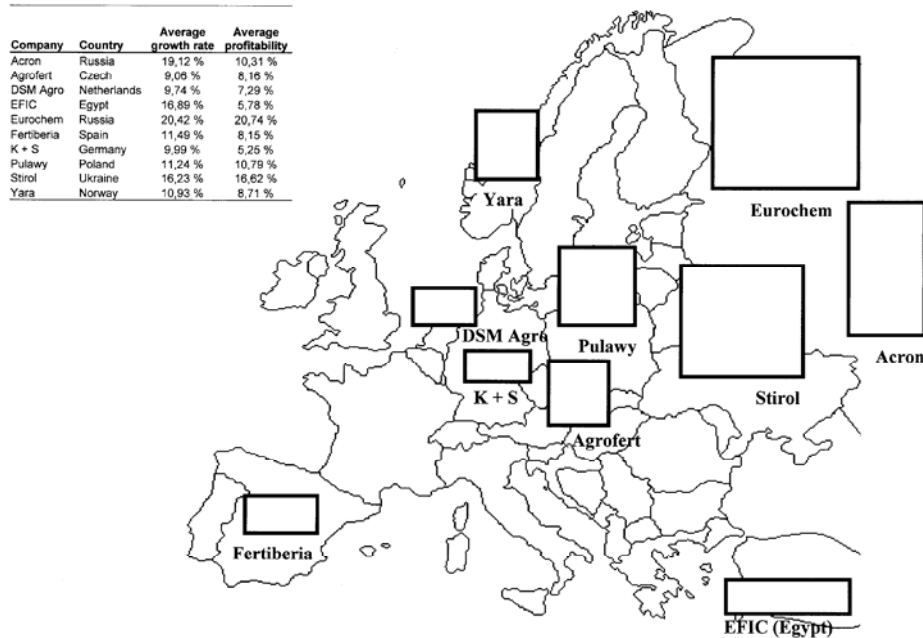 Average Average
Company Country growth rate profitability
Acron Russia 19,12 % 10,31 %
Agrofert Czech 9,06 % 8,16 %
DSM Agro Netherlands 9,74 % 7,29 %
EFIC Egypt 16,89 % 5,78 %
Eurochem Russia 20,42 % 20,74 %
Fertiberia Spain 11,49 % 8,15 %
K + S Germany 9,99 % 5,25 %
Pulawy Poland 11,24 % 10,79 %
Stirol Ukraine 16,23 % 16,62 %
Yara Norway 10,93 % 8,71 %
Yara
Eurochem
DSM Agro
Pulawy
Acron
K + S
Stirol
Agrofert
Fertiberia
EFIC (Egypt)